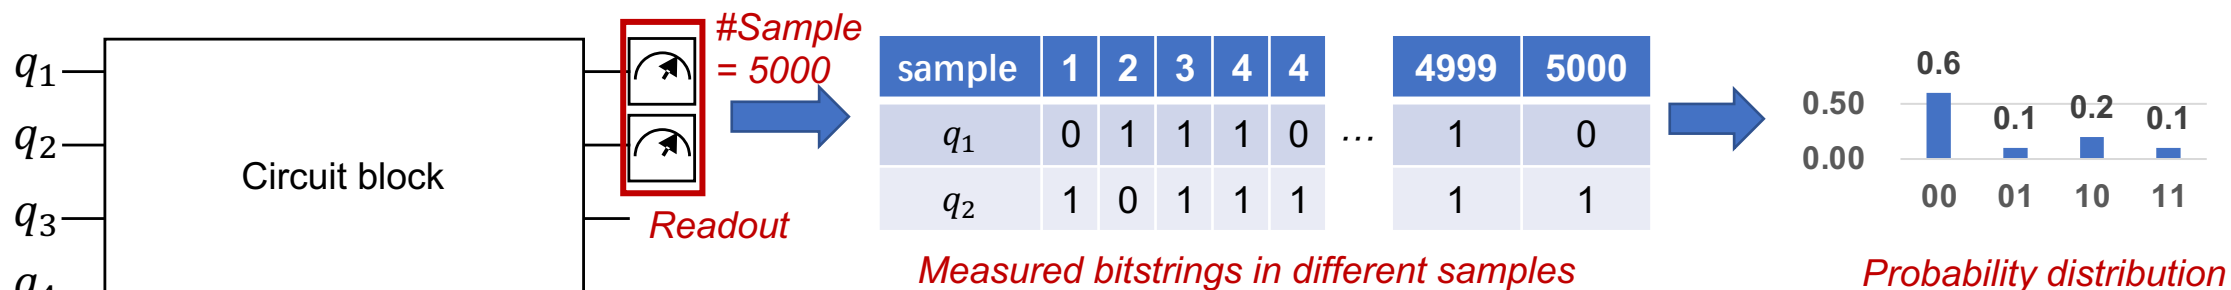 q₁
q₂
q₃
q₄
Circuit block
#Sample
= 5000
Readout
sample 1 2 3 4 4 4999 5000
q₁ 0 1 1 1 0 ... 1 0
q₂ 1 0 1 1 1 1 1
Measured bitstrings in different samples
0.6
0.50 0.1 0.2 0.1
0.00
00 01 10 11
Probability distribution